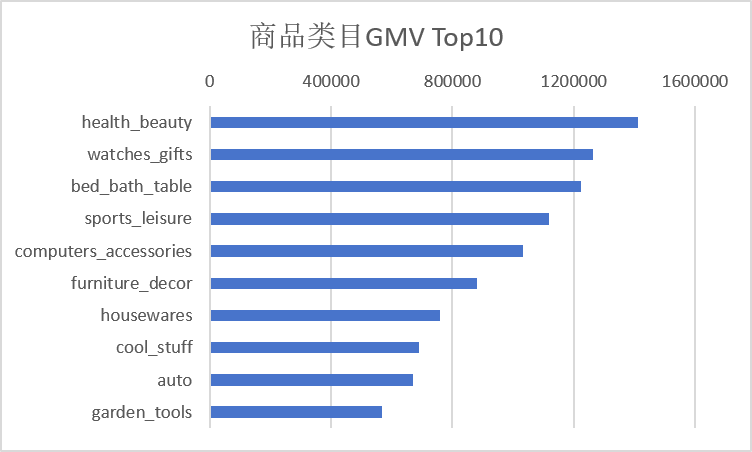 商品类目GMV Top10
0 400000 800000 1200000 1600000
health_beauty
watches_gifts
bed_bath_table
sports_leisure
computers_accessories
furniture_decor
housewares
cool_stuff
auto
garden_tools